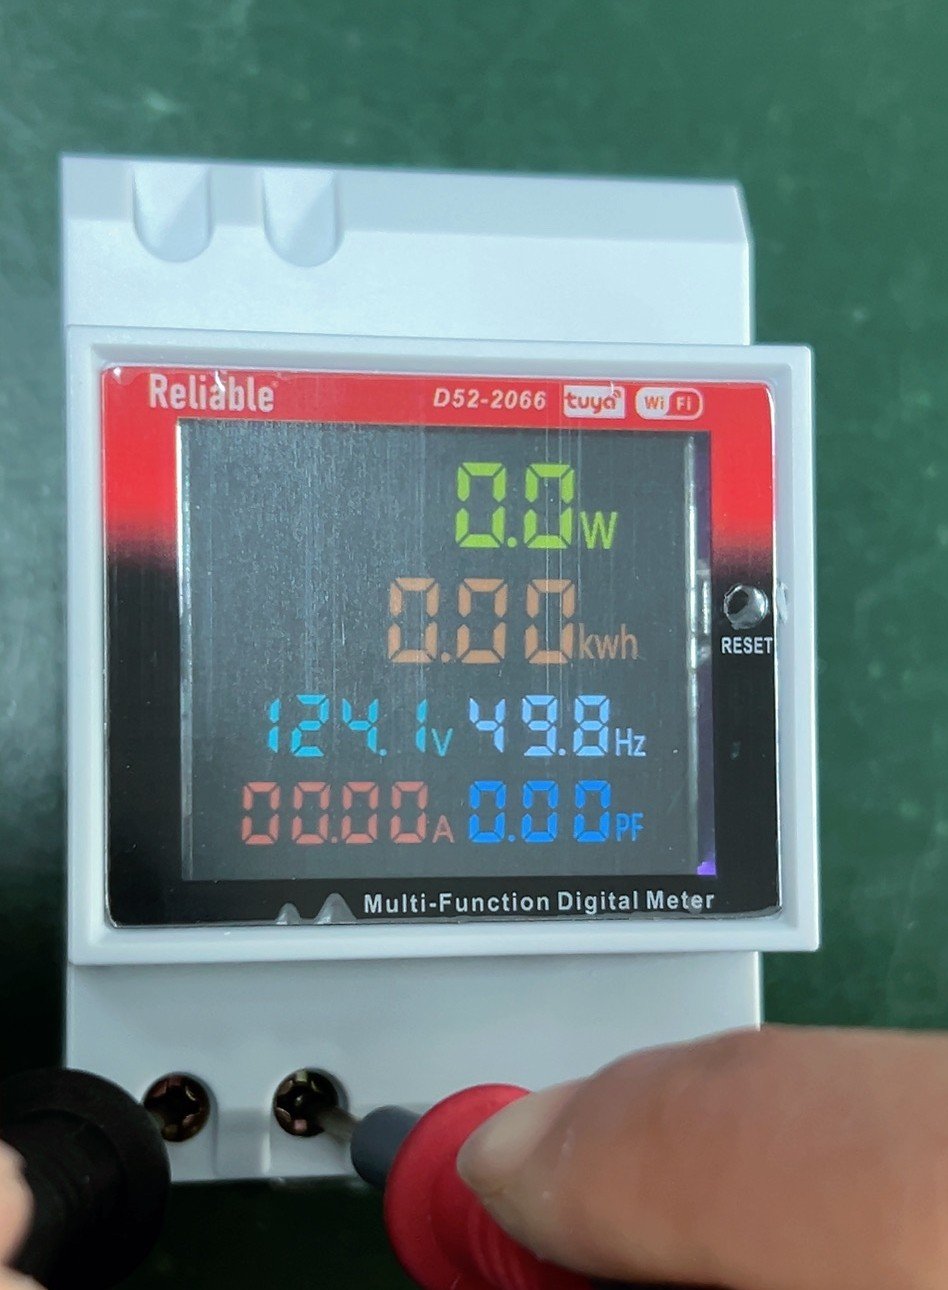 Reliable D52-2066 tuya WiFi
0.0W
0.00kwh
RESET
124.1V 49.8Hz
00.00A 0.00PF
Multi-Function Digital Meter